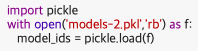 import pickle
with open('models-2.pkl','rb') as f:
model_ids = pickle.load(f)